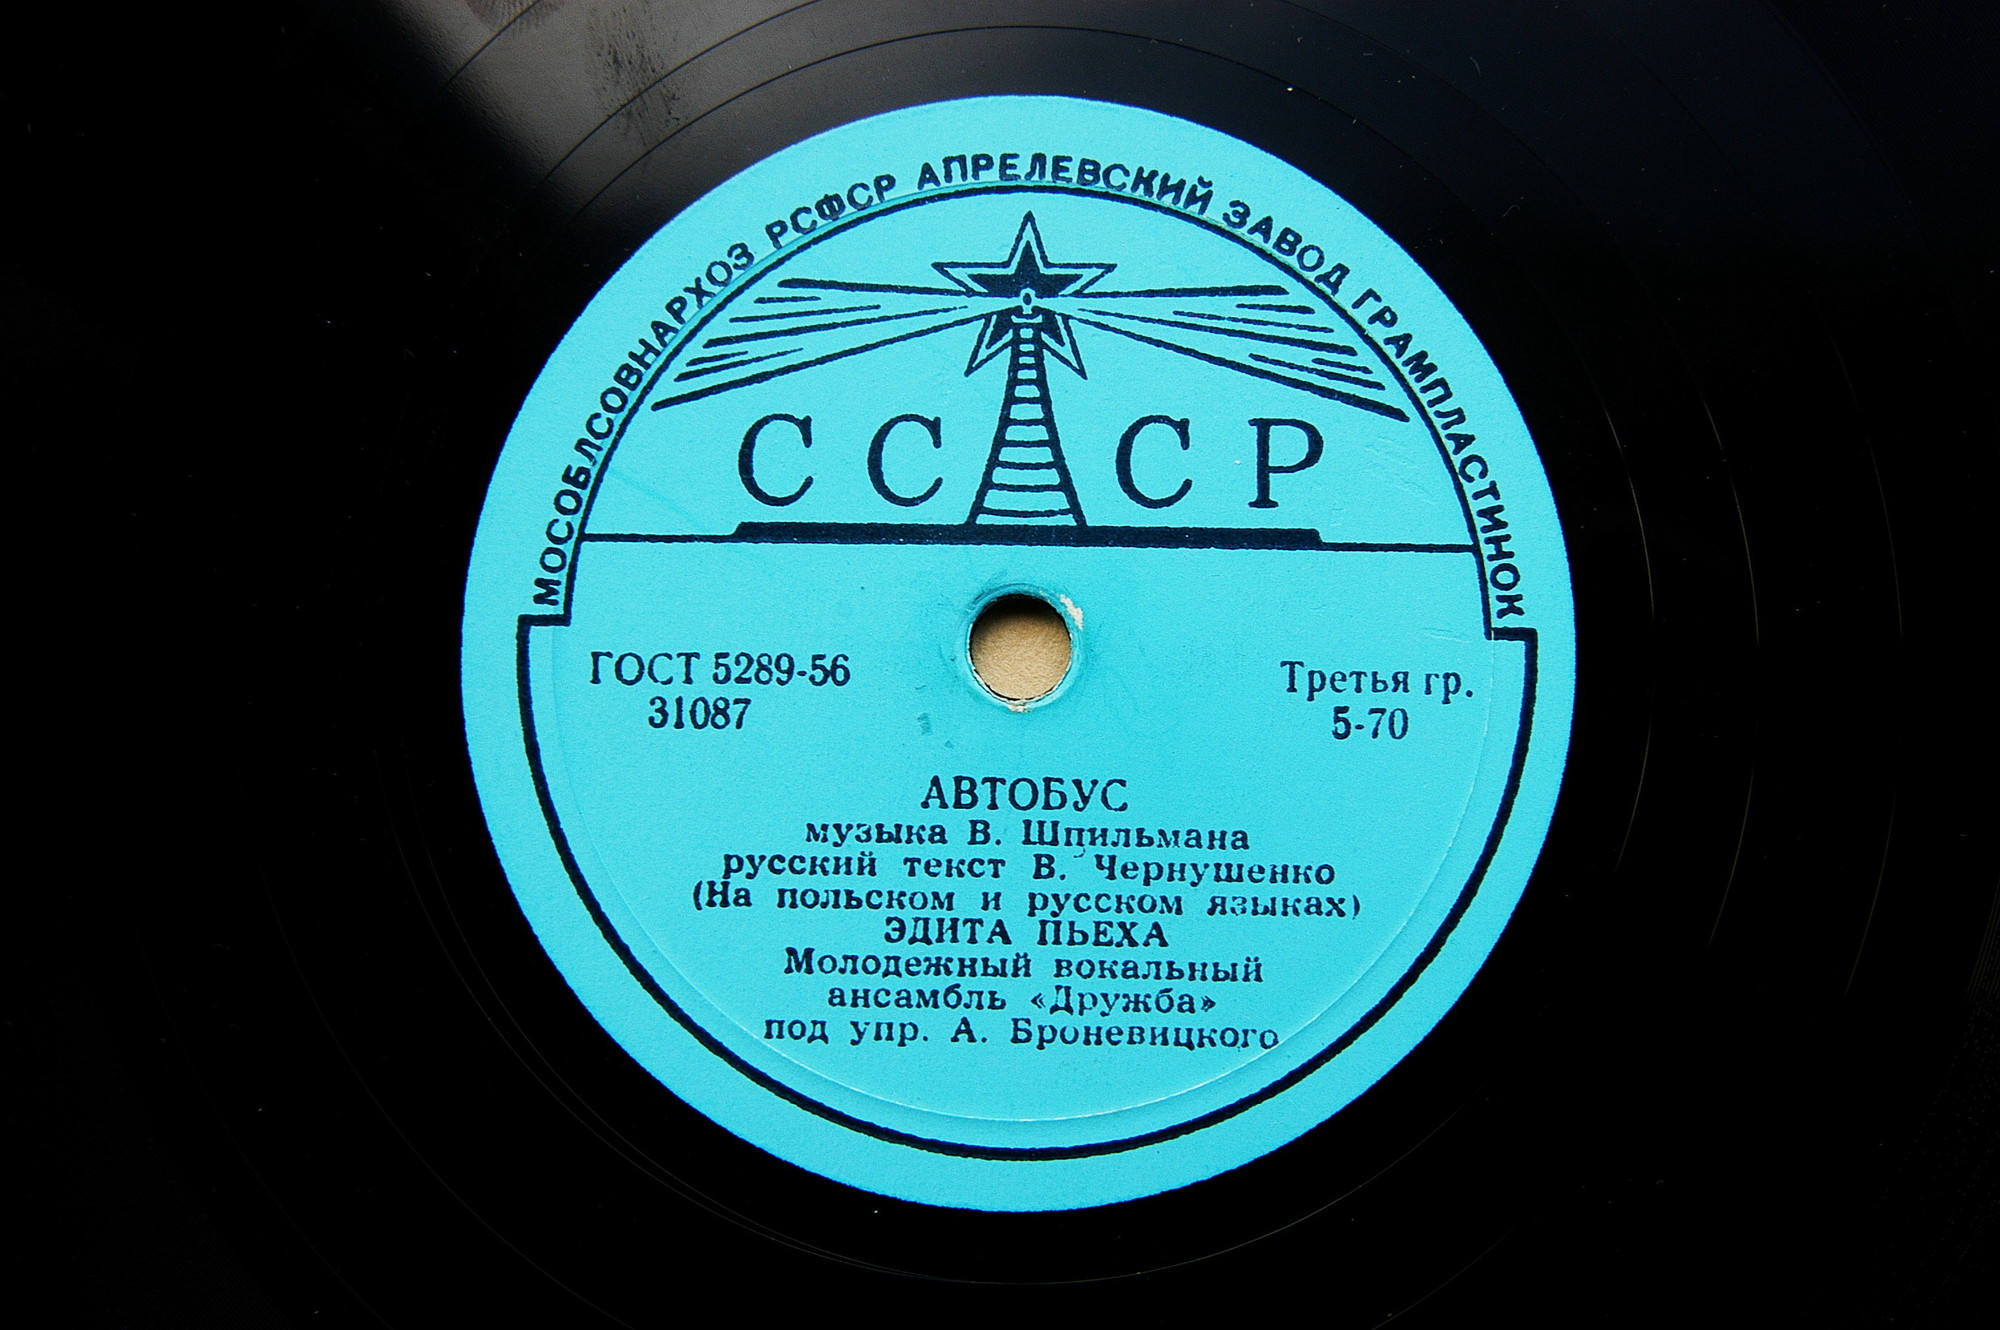 МОСОБЛСОВНАРХОЗ РСФСР АПРЕЛЕВСКИЙ ЗАВОД ГРАМПЛАСТИНОК
СССР
ГОСТ 5289-56
31087
Третья гр.
5-70
АВТОБУС
музыка В. Шпильмана
русский текст В. Чернушенко
(На польском и русском языках)
ЭДИТА ПЬЕХА
Молодежный вокальный
ансамбль «Дружба»
под упр. А. Броневицкого